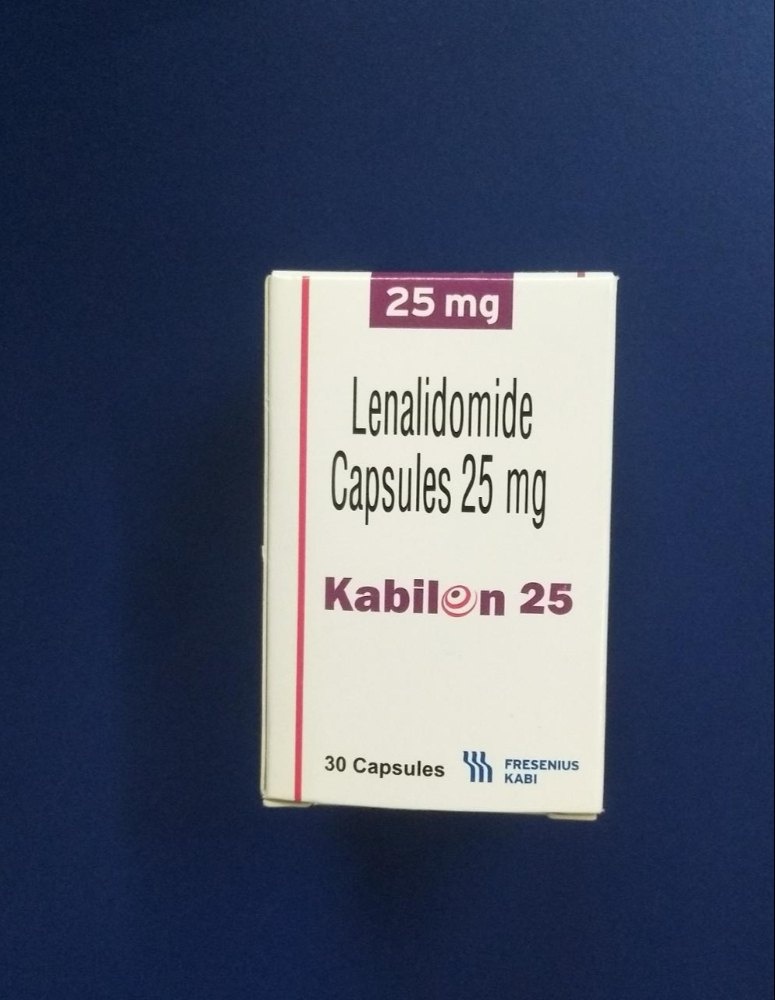 25 mg
Lenalidomide
Capsules 25 mg
Kabilon 25
30 Capsules
FRESENIUS
KABI